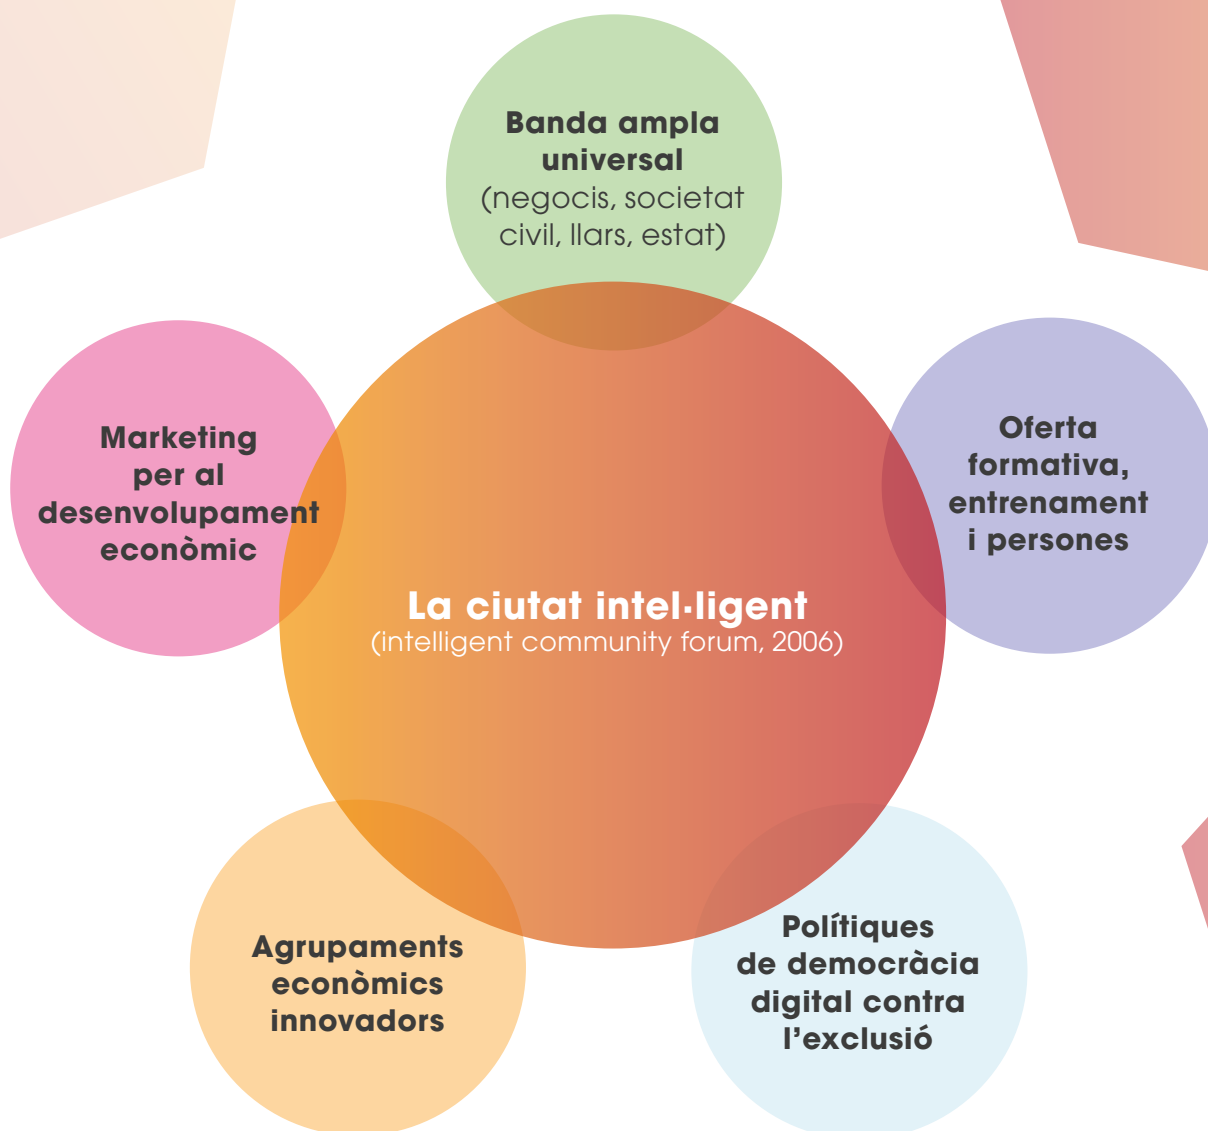 Banda ampla
universal
(negocis, societat
civil, llars, estat)
Marketing
per al
desenvolupament
econòmic
Oferta
formativa,
entrenament
i persones
La ciutat intel·ligent
(intelligent community forum, 2006)
Agrupaments
econòmics
innovadors
Polítiques
de democràcia
digital contra
l’exclusió